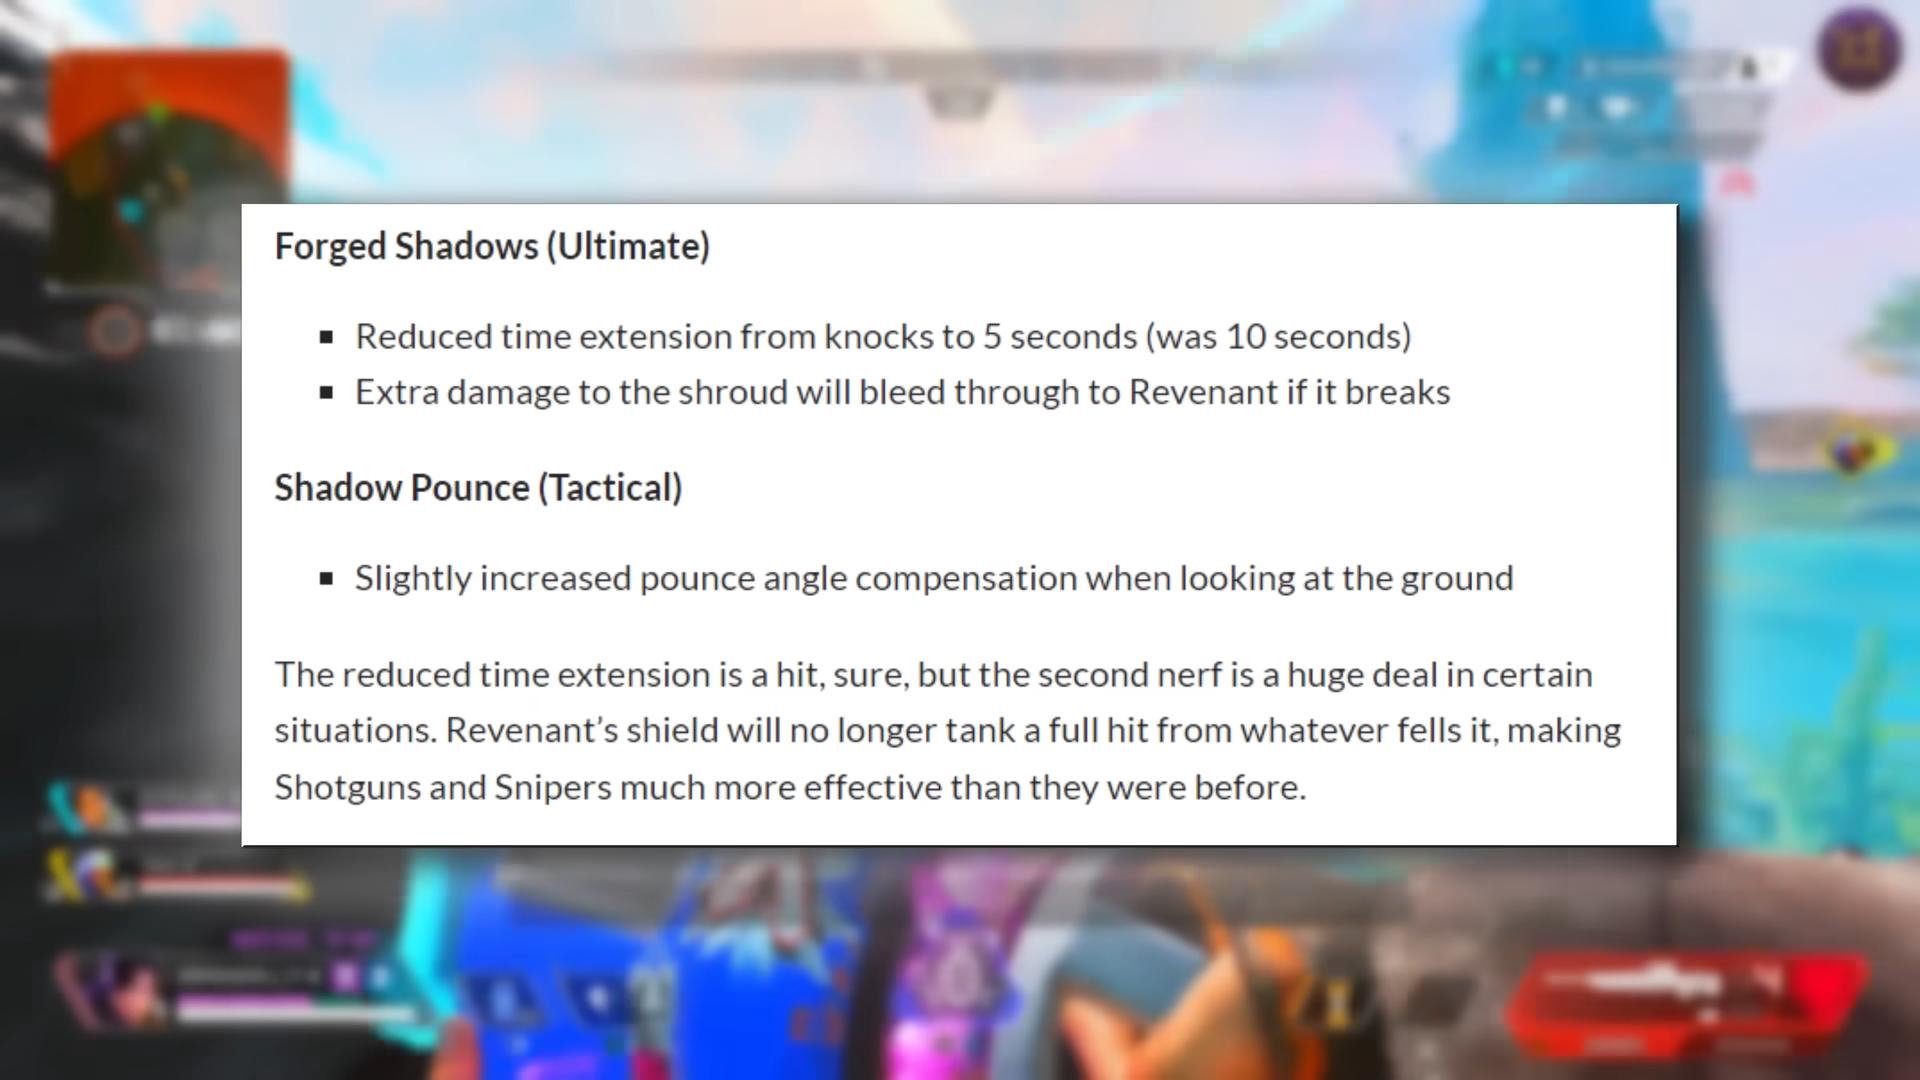 Forged Shadows (Ultimate)
Reduced time extension from knocks to 5 seconds (was 10 seconds)
Extra damage to the shroud will bleed through to Revenant if it breaks
Shadow Pounce (Tactical)
Slightly increased pounce angle compensation when looking at the ground
The reduced time extension is a hit, sure, but the second nerf is a huge deal in certain
situations. Revenant’s shield will no longer tank a full hit from whatever fells it, making
Shotguns and Snipers much more effective than they were before.